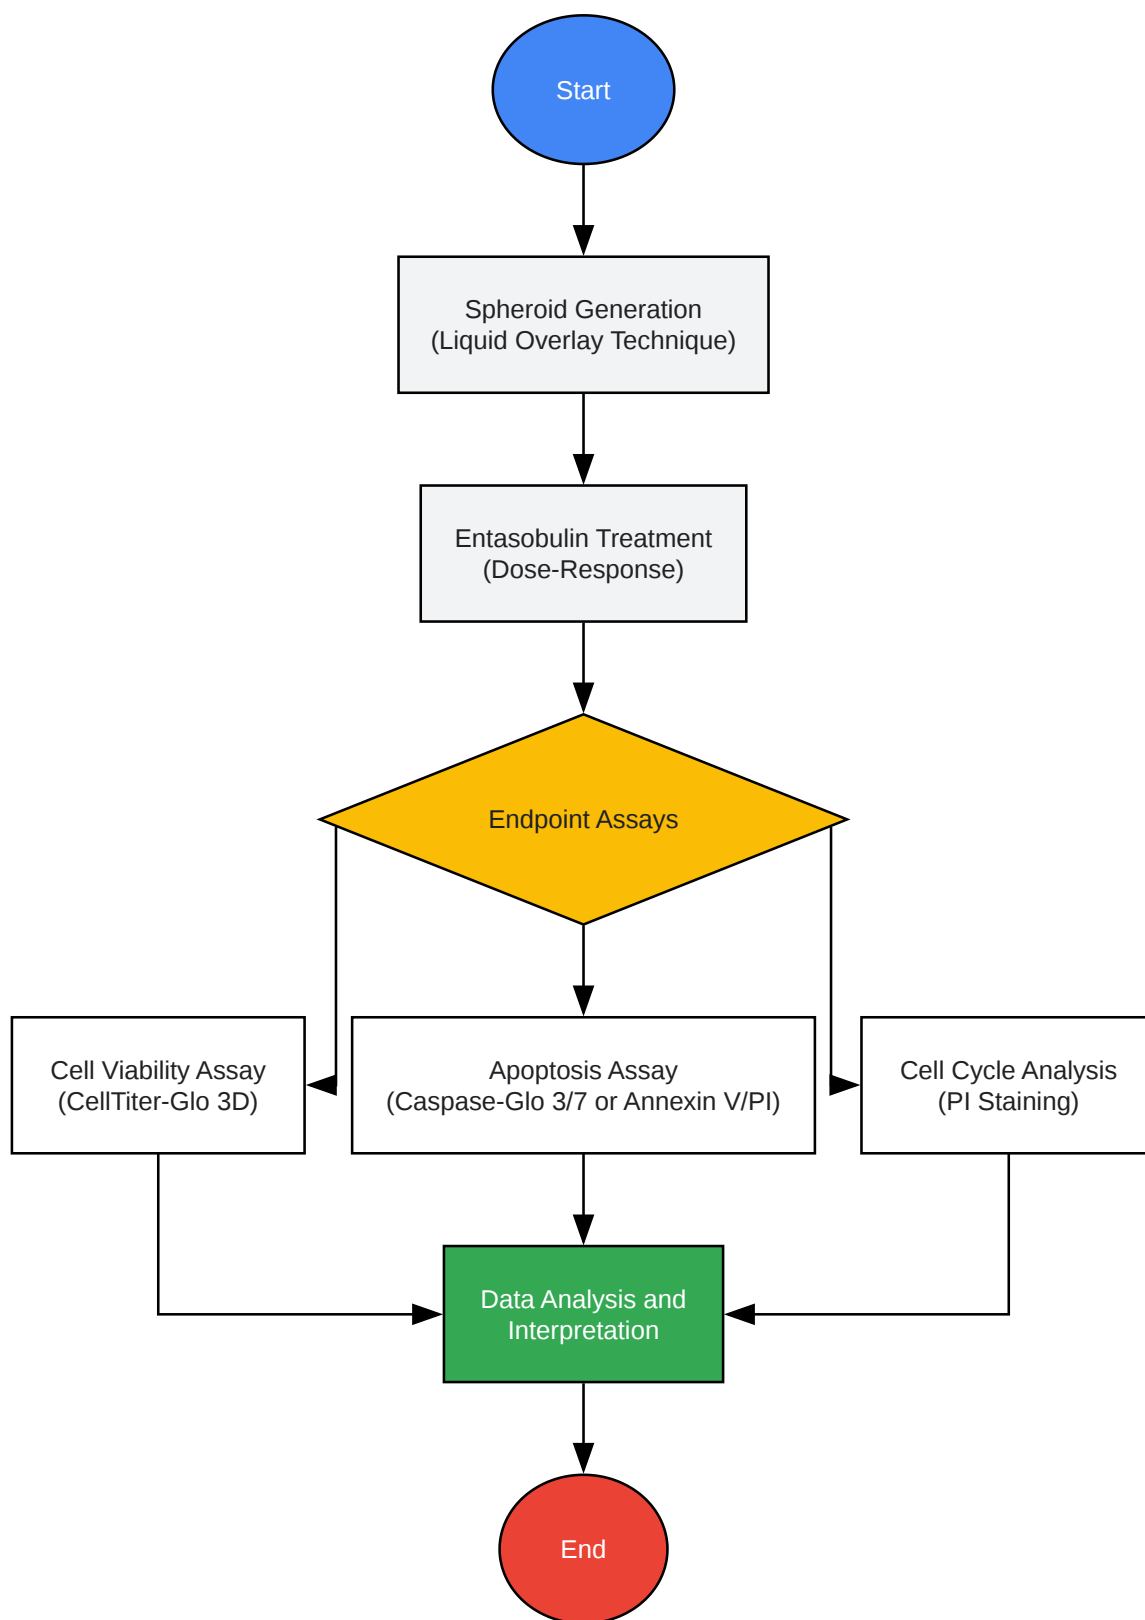 Start
Spheroid Generation
(Liquid Overlay Technique)
Entasobulin Treatment
(Dose-Response)
Endpoint Assays
Cell Viability Assay
(CellTiter-Glo 3D)
Apoptosis Assay
(Caspase-Glo 3/7 or Annexin V/PI)
Cell Cycle Analysis
(PI Staining)
Data Analysis and
Interpretation
End